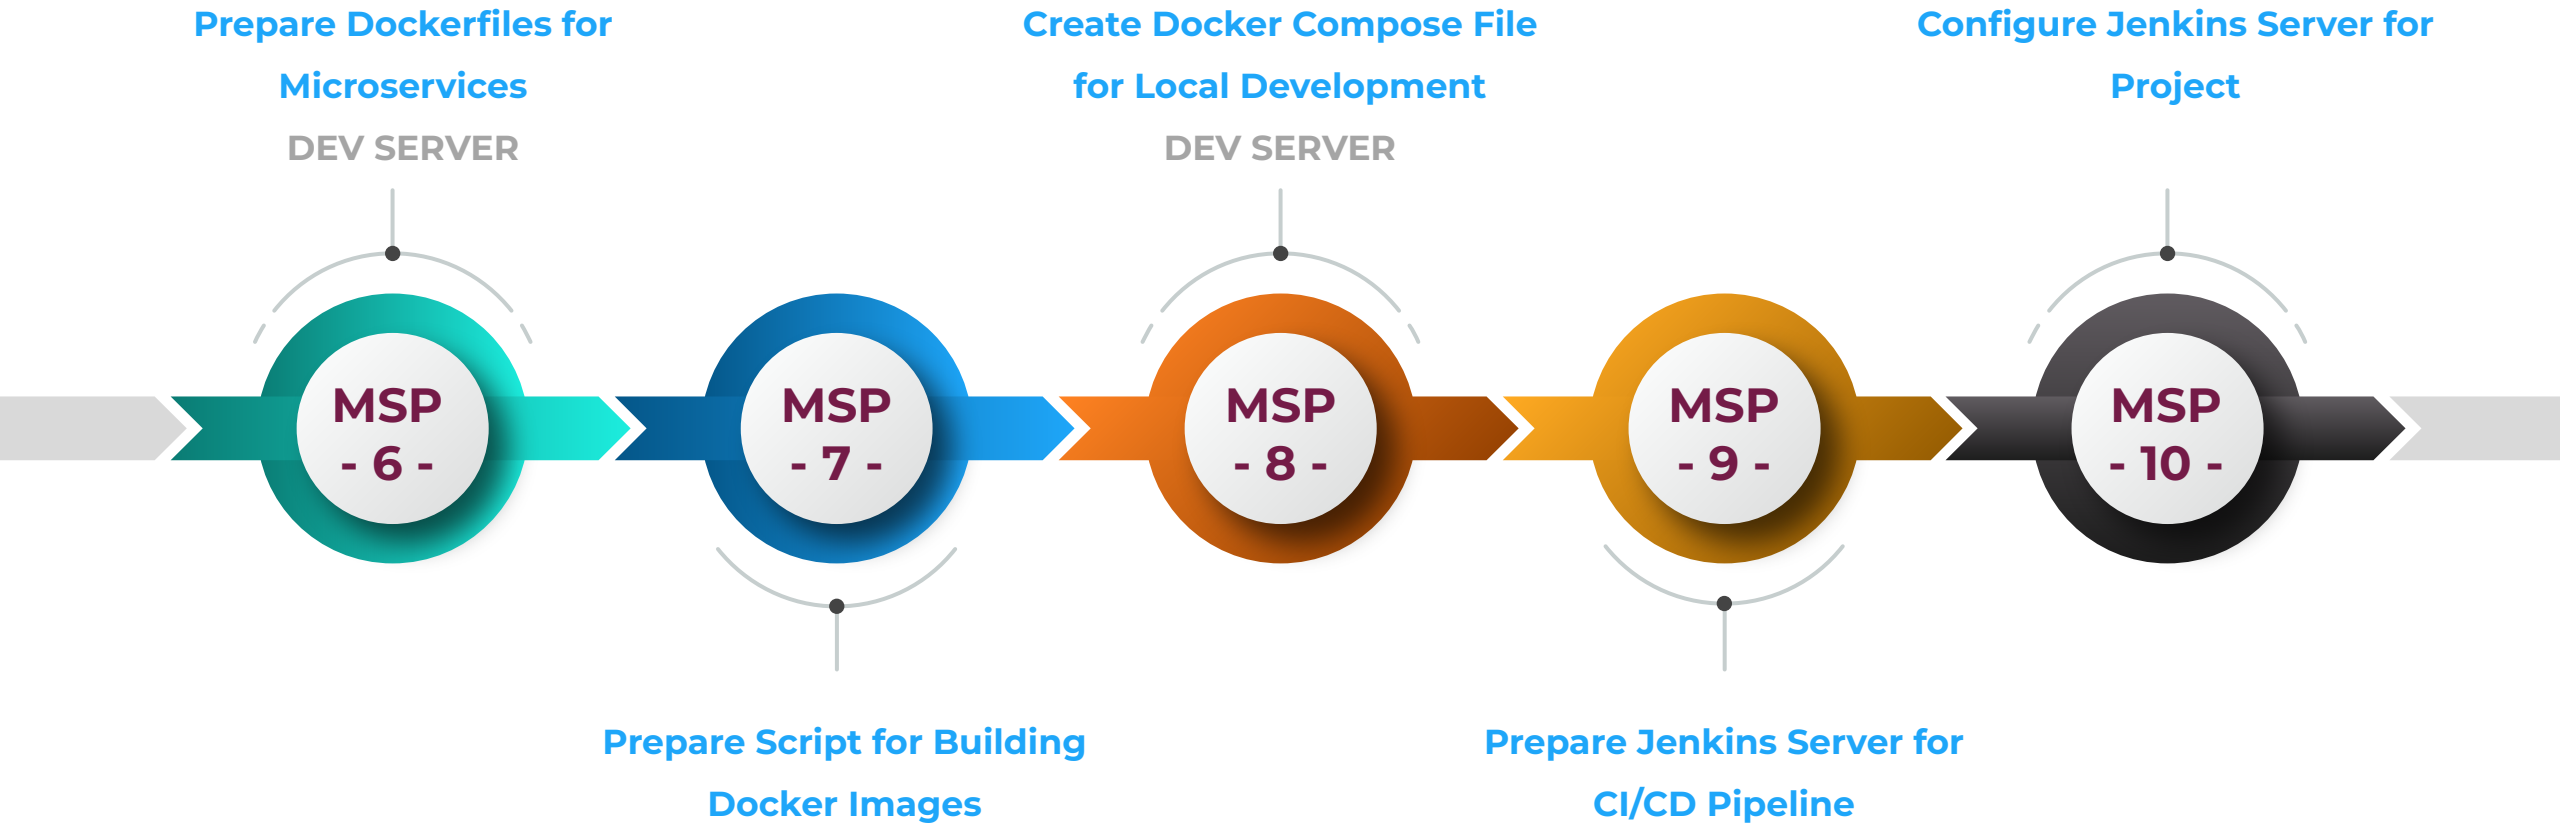 Prepare Dockerfiles for
Microservices
DEV SERVER
Create Docker Compose File
for Local Development
DEV SERVER
Configure Jenkins Server for
Project
MSP
- 6 -
MSP
- 7 -
MSP
- 8 -
MSP
- 9 -
MSP
- 10 -
Prepare Script for Building
Docker Images
Prepare Jenkins Server for
CI/CD Pipeline